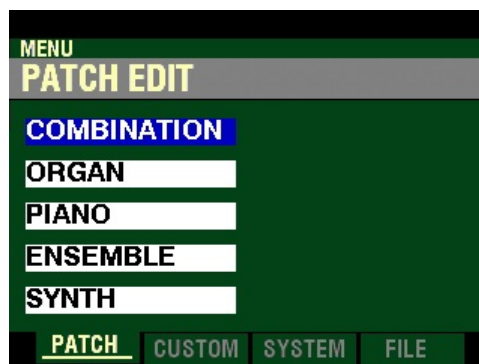 MENU
PATCH EDIT
COMBINATION
ORGAN
PIANO
ENSEMBLE
SYNTH
PATCH CUSTOM SYSTEM FILE